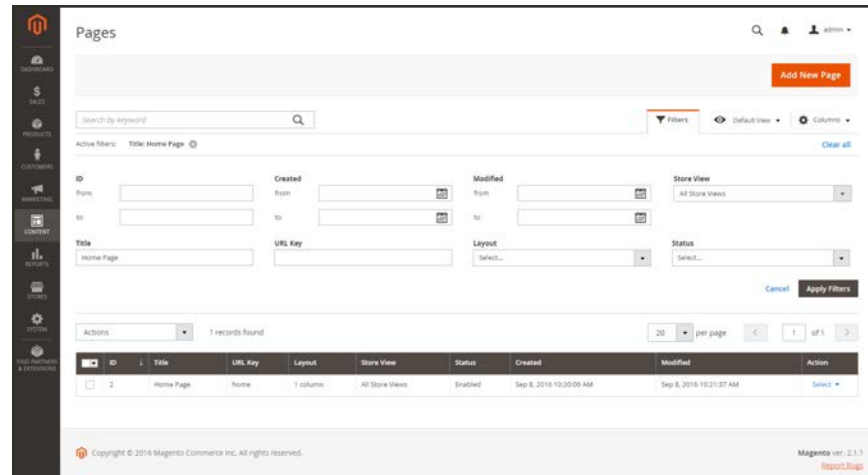 Pages
admin
DASHBOARD
SALES
PRODUCTS
CUSTOMERS
MARKETING
CONTENT
REPORTS
STORES
SYSTEM
FIND PARTNERS
& EXTENSIONS
Add New Page
Search by keyword
Filters
Default View
Columns
Active filters: Title: Home Page
Clear all
ID Created Modified Store View
from from from All Store Views
to to to
Title URL Key Layout Status
Home Page Select... Select...
Cancel Apply Filters
Actions 1 records found 20 per page 1 of 1
ID ↓ Title URL Key Layout Store View Status Created Modified Action
2 Home Page home 1 column All Store Views Enabled Sep 8, 2016 10:20:09 AM Sep 8, 2016 10:21:37 AM Select
Copyright © 2016 Magento Commerce Inc. All rights reserved.
Magento ver. 2.1.1
Report Bugs